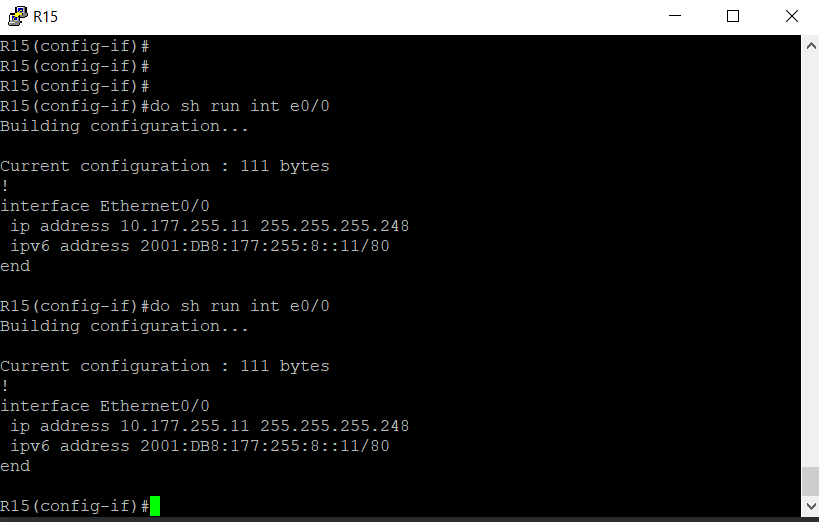 R15
R15(config-if)#
R15(config-if)#
R15(config-if)#
R15(config-if)#do sh run int e0/0
Building configuration...
Current configuration : 111 bytes
!
interface Ethernet0/0
 ip address 10.177.255.11 255.255.255.248
 ipv6 address 2001:DB8:177:255:8::11/80
end
R15(config-if)#do sh run int e0/0
Building configuration...
Current configuration : 111 bytes
!
interface Ethernet0/0
 ip address 10.177.255.11 255.255.255.248
 ipv6 address 2001:DB8:177:255:8::11/80
end
R15(config-if)#